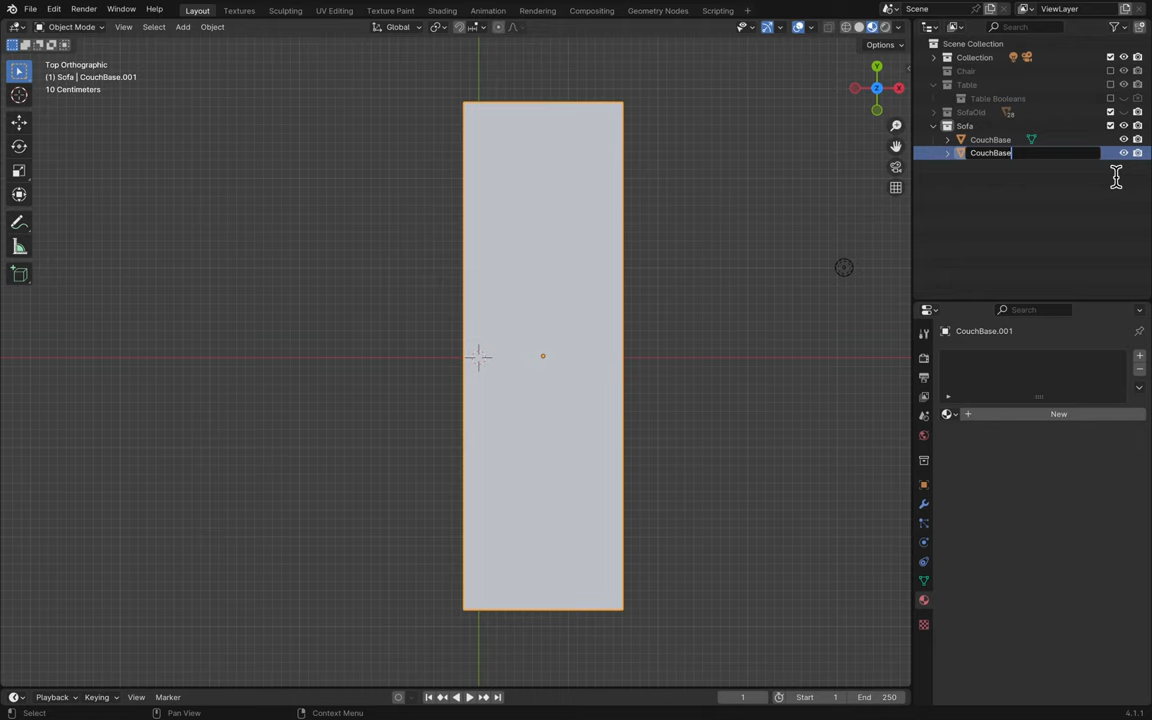 File Edit Render Window Help Layout Textures Sculpting UV Editing Texture Paint Shading Animation Rendering Compositing Geometry Nodes Scripting + Scene ViewLayer
Object Mode View Select Add Object Global Search
Options
Top Orthographic
(1) Sofa | CouchBase.001
10 Centimeters
Y
Z
X
Scene Collection
Collection
Chair
Table
Table Booleans
SofaOld 28
Sofa
CouchBase
CouchBase
Search
CouchBase.001
New
Playback Keying View Marker 1 Start 1 End 250
Select Pan View Context Menu 4.1.1